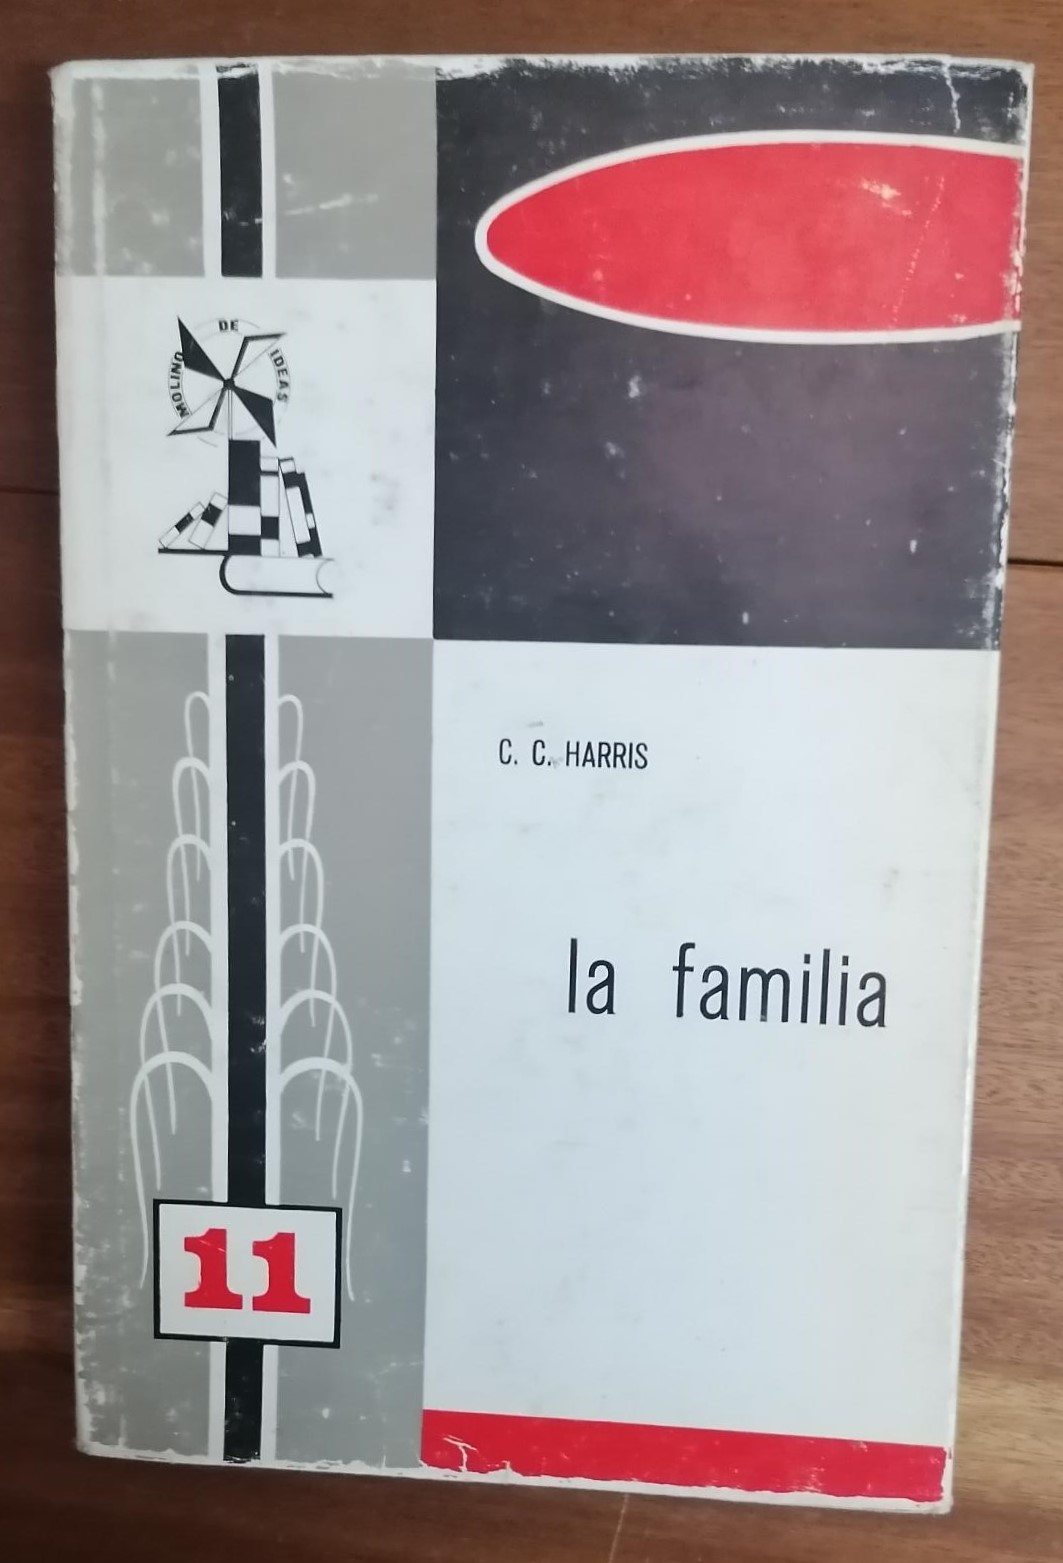 MOLINO DE IDEAS
C. C. HARRIS
la familia
11